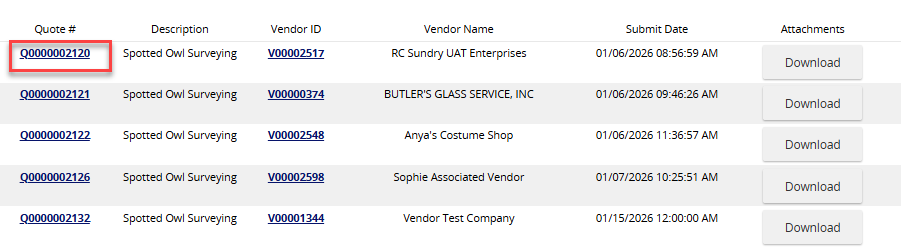 Quote # Description Vendor ID Vendor Name Submit Date Attachments
Q0000002120 Spotted Owl Surveying V00002517 RC Sundry UAT Enterprises 01/06/2026 08:56:59 AM Download
Q0000002121 Spotted Owl Surveying V00000374 BUTLER'S GLASS SERVICE, INC 01/06/2026 09:46:26 AM Download
Q0000002122 Spotted Owl Surveying V00002548 Anya's Costume Shop 01/06/2026 11:36:57 AM Download
Q0000002126 Spotted Owl Surveying V00002598 Sophie Associated Vendor 01/07/2026 10:25:51 AM Download
Q0000002132 Spotted Owl Surveying V00001344 Vendor Test Company 01/15/2026 12:00:00 AM Download